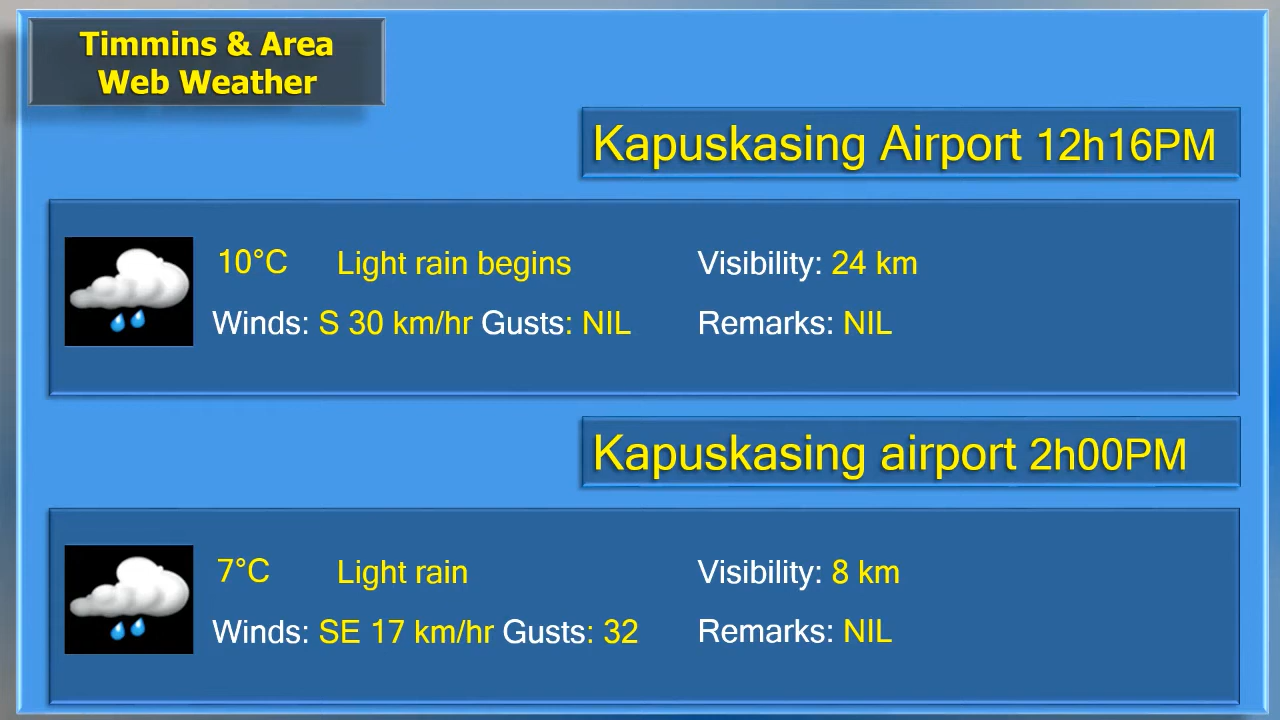 Timmins & Area
Web Weather
Kapuskasing Airport 12h16PM
10°C Light rain begins Visibility: 24 km
Winds: S 30 km/hr Gusts: NIL Remarks: NIL
Kapuskasing airport 2h00PM
7°C Light rain Visibility: 8 km
Winds: SE 17 km/hr Gusts: 32 Remarks: NIL